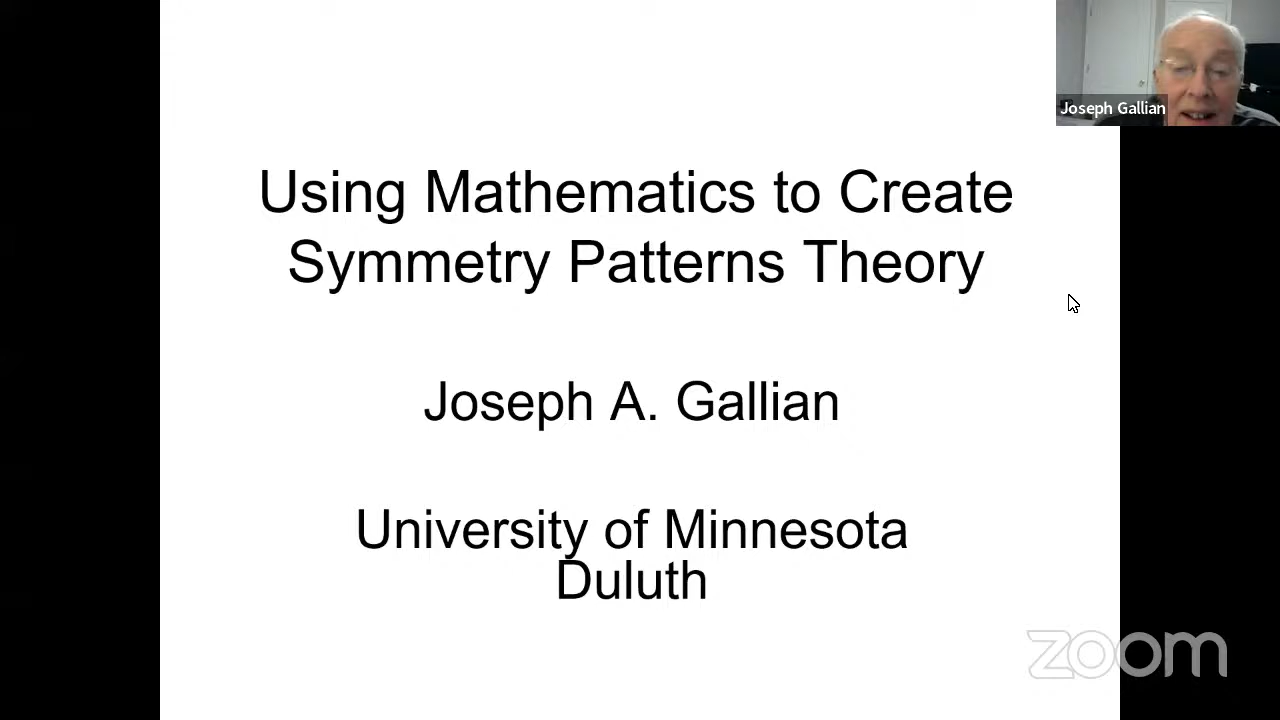 Joseph Gallian
Using Mathematics to Create
Symmetry Patterns Theory
Joseph A. Gallian
University of Minnesota
Duluth
zoom